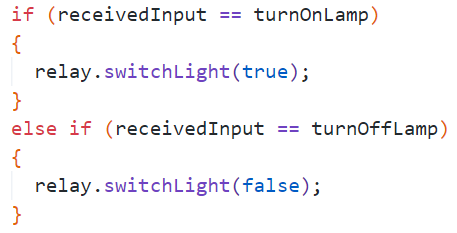 if (receivedInput == turnOnLamp)
{
  relay.switchLight(true);
}
else if (receivedInput == turnOffLamp)
{
  relay.switchLight(false);
}